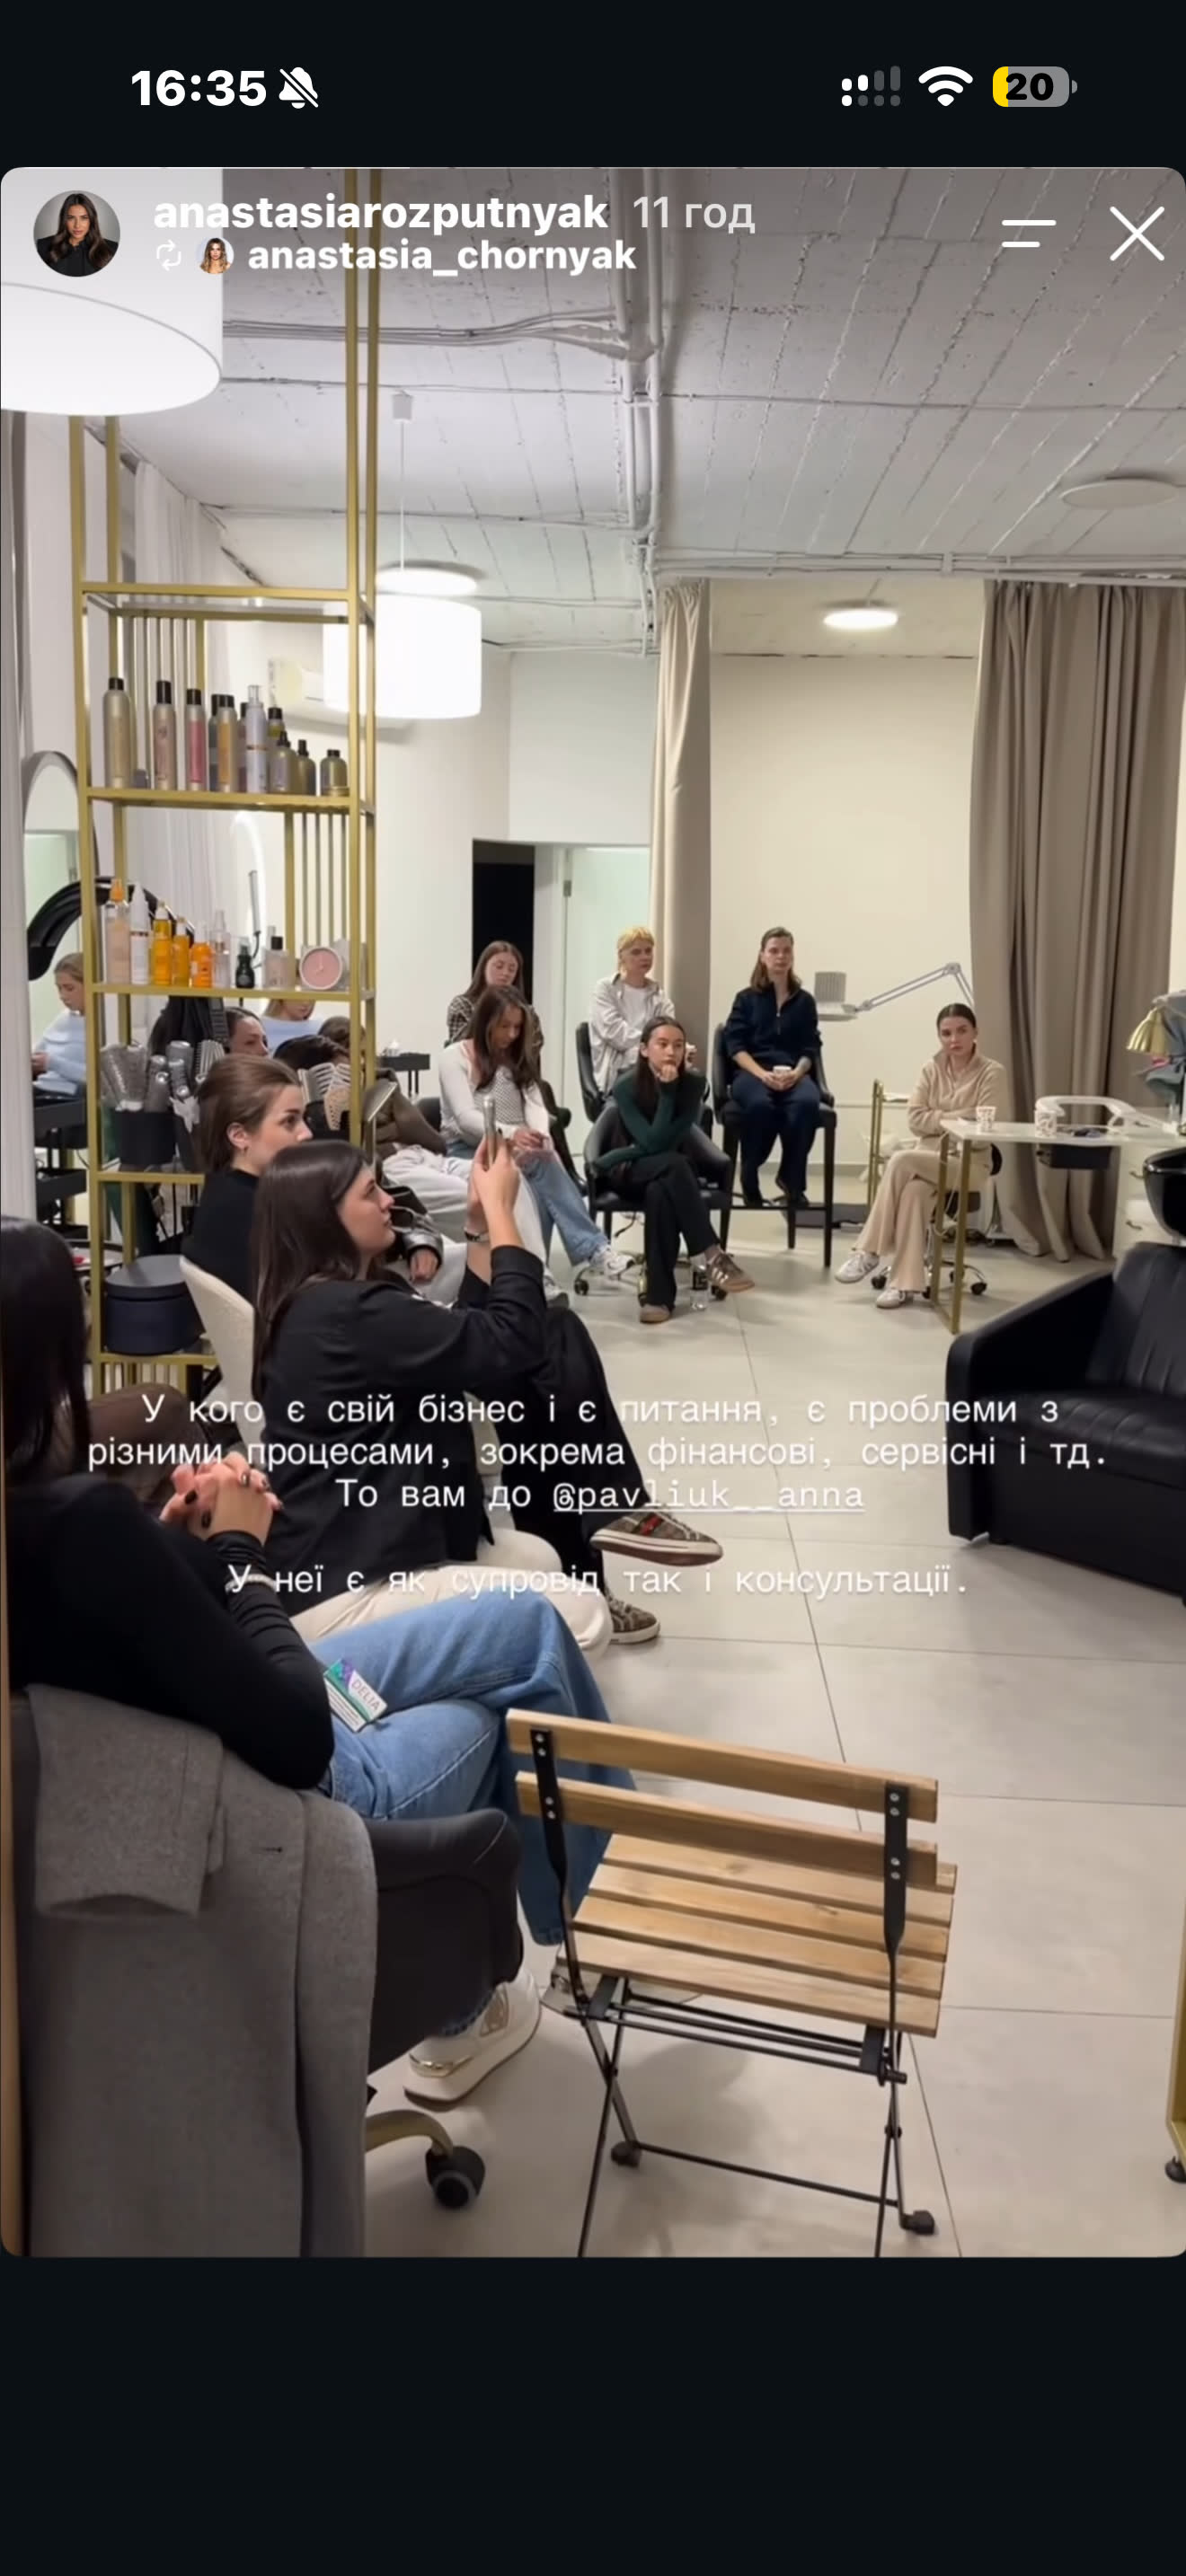 16:35
20
anastasiarozputnyak 11 год
anastasia_chornyak
У кого є свій бізнес і є питання, є проблеми з
різними процесами, зокрема фінансові, сервісні і тд.
То вам до @pavliuk__anna
У неї є як супровід так і консультації.
DELIA